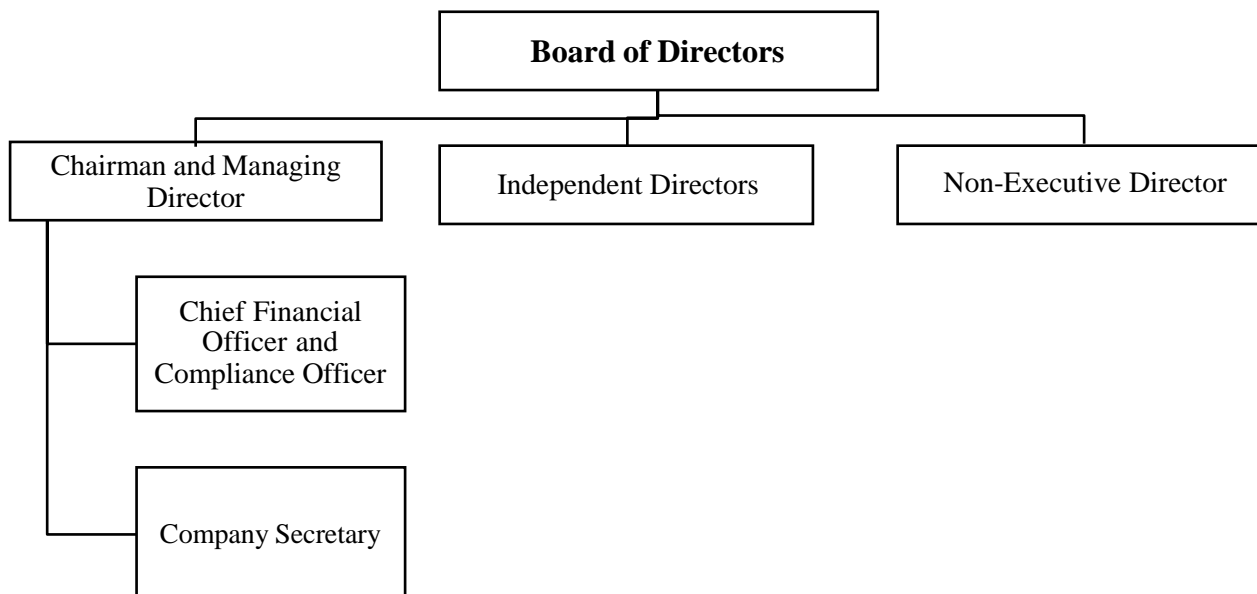 Board of Directors
Chairman and Managing
Director
Independent Directors
Non-Executive Director
Chief Financial
Officer and
Compliance Officer
Company Secretary